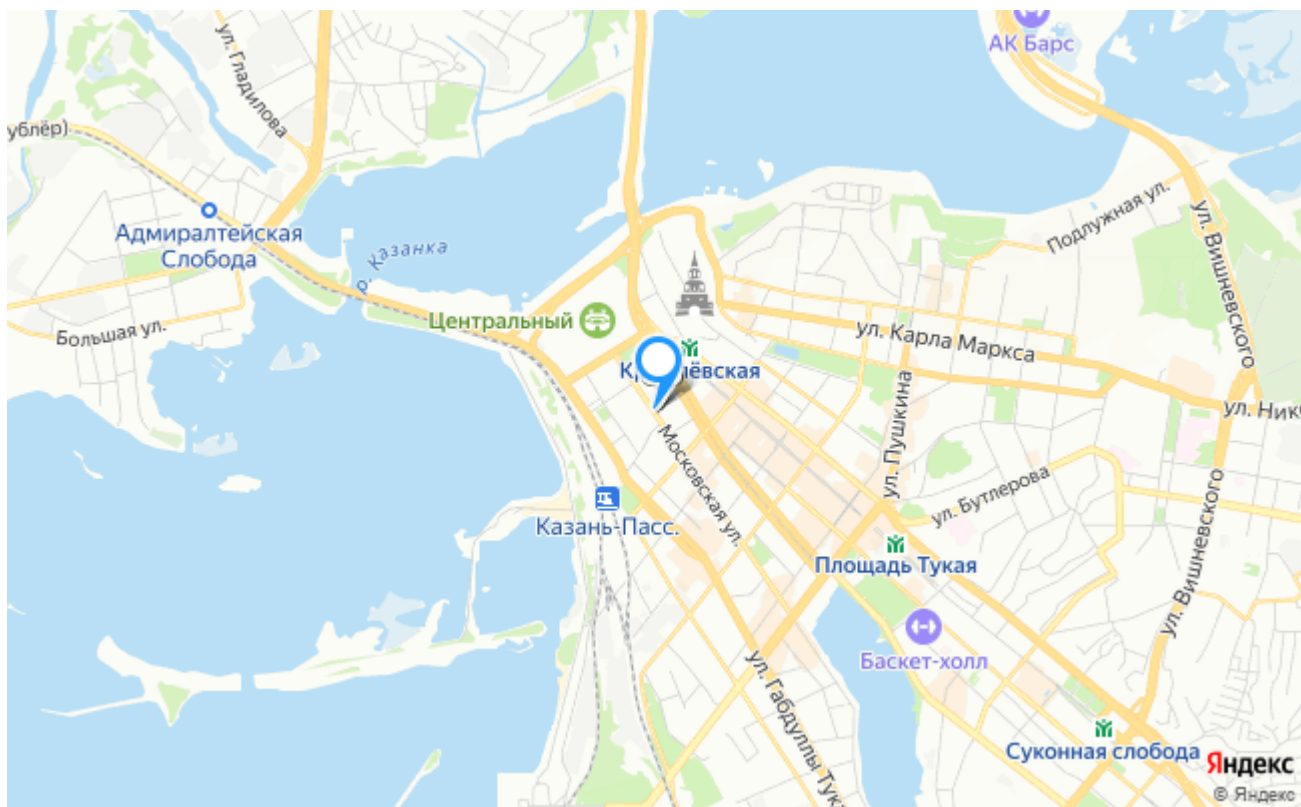 АК Барс
ул. Гладилова
ублёр)
Подлужная ул.
ул. Вишневского
Адмиралтейская
Слобода
р. Казанка
Большая ул.
Центральный
ул. Карла Маркса
ул. Пушкина
ул. Ник
Московская ул.
ул. Бутлерова
Казань-Пасс.
Площадь Тукая
ул. Вишневского
Баскет-холл
ул. Габдуллы Тук
Суконная слобода
Яндекс
© Яндекс